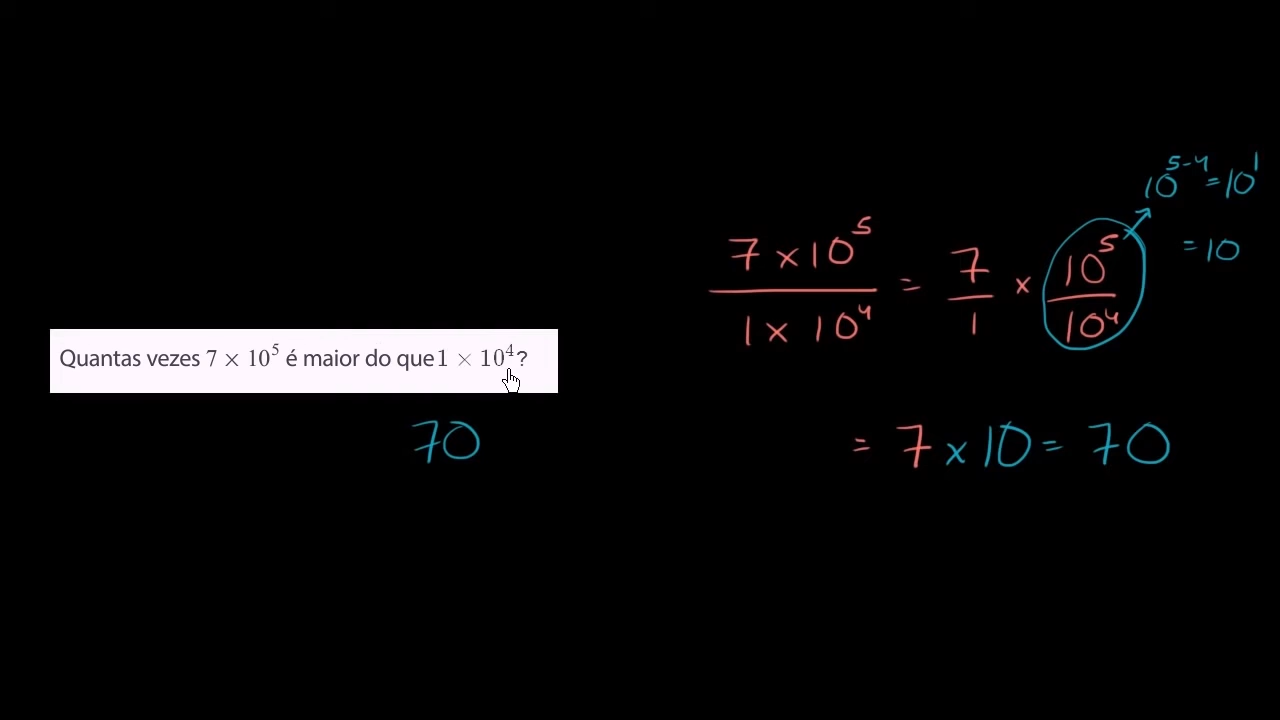 Quantas vezes 7 × 10⁵ é maior do que 1 × 10⁴?
70
10⁵⁻⁴ = 10¹
= 10
7 × 10⁵ / 1 × 10⁴ = 7/1 × 10⁵/10⁴
= 7 × 10 = 70